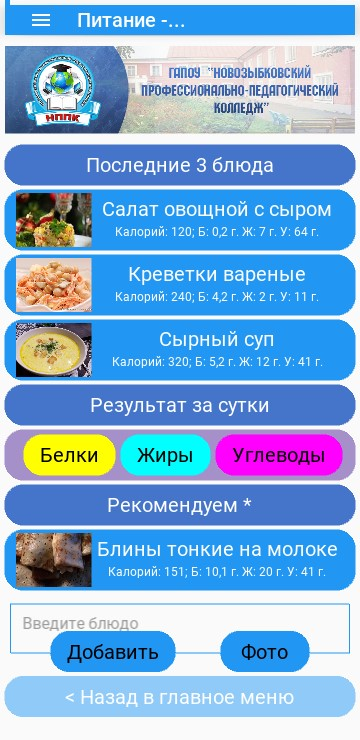 Питание -...
НППК
ГАПОУ "НОВОЗЫБКОВСКИЙ
ПРОФЕССИОНАЛЬНО-ПЕДАГОГИЧЕСКИЙ
КОЛЛЕДЖ"
Последние 3 блюда
Салат овощной с сыром
Калорий: 120; Б: 0,2 г. Ж: 7 г. У: 64 г.
Креветки вареные
Калорий: 240; Б: 4,2 г. Ж: 2 г. У: 11 г.
Сырный суп
Калорий: 320; Б: 5,2 г. Ж: 12 г. У: 41 г.
Результат за сутки
Белки Жиры Углеводы
Рекомендуем *
Блины тонкие на молоке
Калорий: 151; Б: 10,1 г. Ж: 20 г. У: 41 г.
Введите блюдо
Добавить Фото
< Назад в главное меню